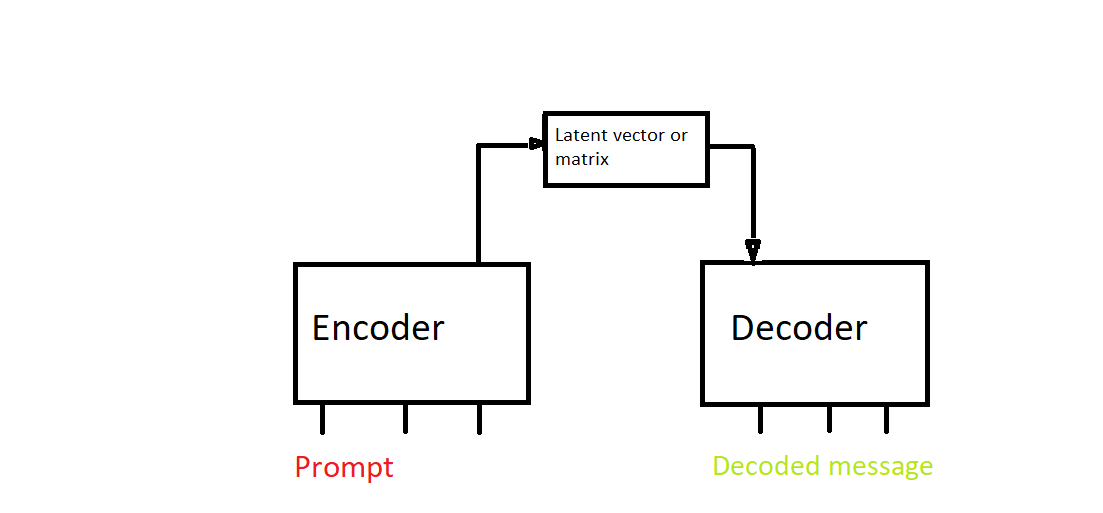 Latent vector or
matrix
Encoder
Decoder
Prompt
Decoded message